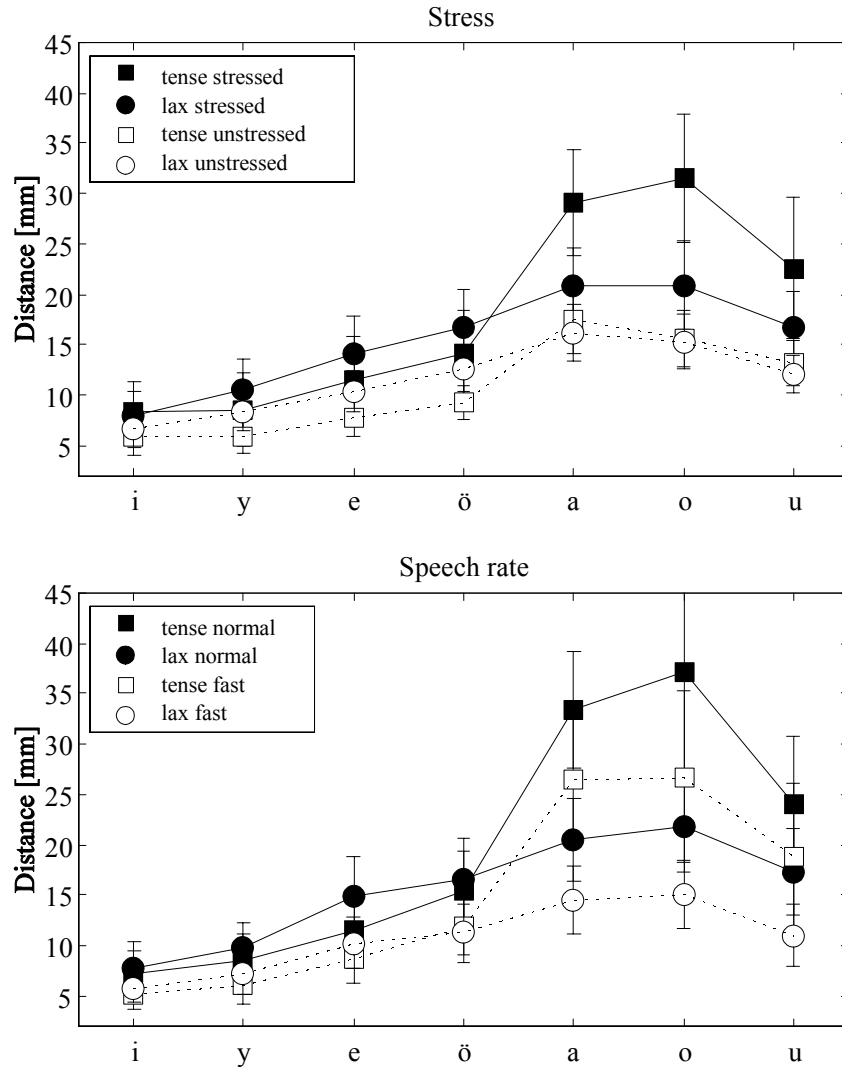 Stress
45
40
35
30
25
20
15
10
5
Distance [mm]
tense stressed
lax stressed
tense unstressed
lax unstressed
i y e ö a o u
Speech rate
45
40
35
30
25
20
15
10
5
Distance [mm]
tense normal
lax normal
tense fast
lax fast
i y e ö a o u